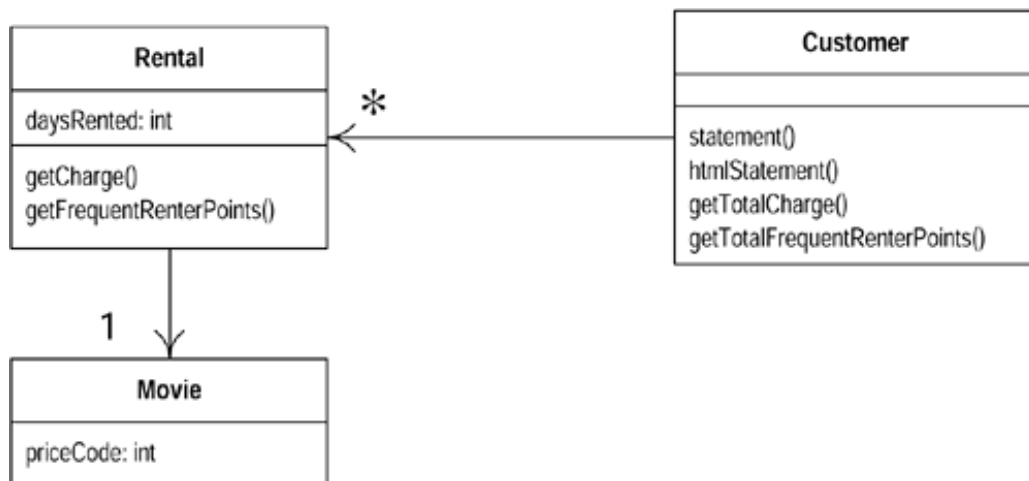 Rental
daysRented: int
getCharge()
getFrequentRenterPoints()
*
Customer
statement()
htmlStatement()
getTotalCharge()
getTotalFrequentRenterPoints()
1
Movie
priceCode: int